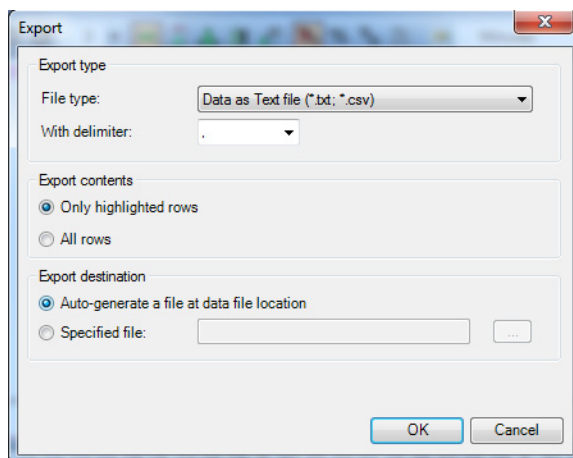 Export
Export type
File type: Data as Text file (*.txt; *.csv)
With delimiter: ,
Export contents
Only highlighted rows
All rows
Export destination
Auto-generate a file at data file location
Specified file: ...
OK Cancel